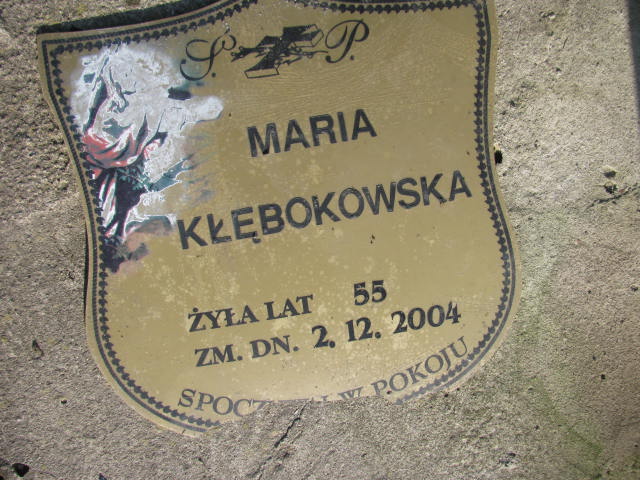 Ś. P.
MARIA
KŁĘBOKOWSKA
ŻYŁA LAT 55
ZM. DN. 2. 12. 2004
W POKOJU